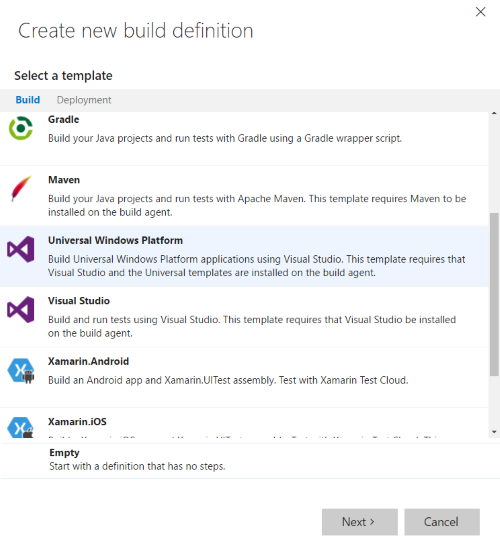 Create new build definition
Select a template
Build Deployment
Gradle
Build your Java projects and run tests with Gradle using a Gradle wrapper script.
Maven
Build your Java projects and run tests with Apache Maven. This template requires Maven to be
installed on the build agent.
Universal Windows Platform
Build Universal Windows Platform applications using Visual Studio. This template requires that
Visual Studio and the Universal templates are installed on the build agent.
Visual Studio
Build and run tests using Visual Studio. This template requires that Visual Studio be installed
on the build agent.
Xamarin.Android
Build an Android app and Xamarin.UITest assembly. Test with Xamarin Test Cloud.
Xamarin.iOS
Empty
Start with a definition that has no steps.
Next >
Cancel